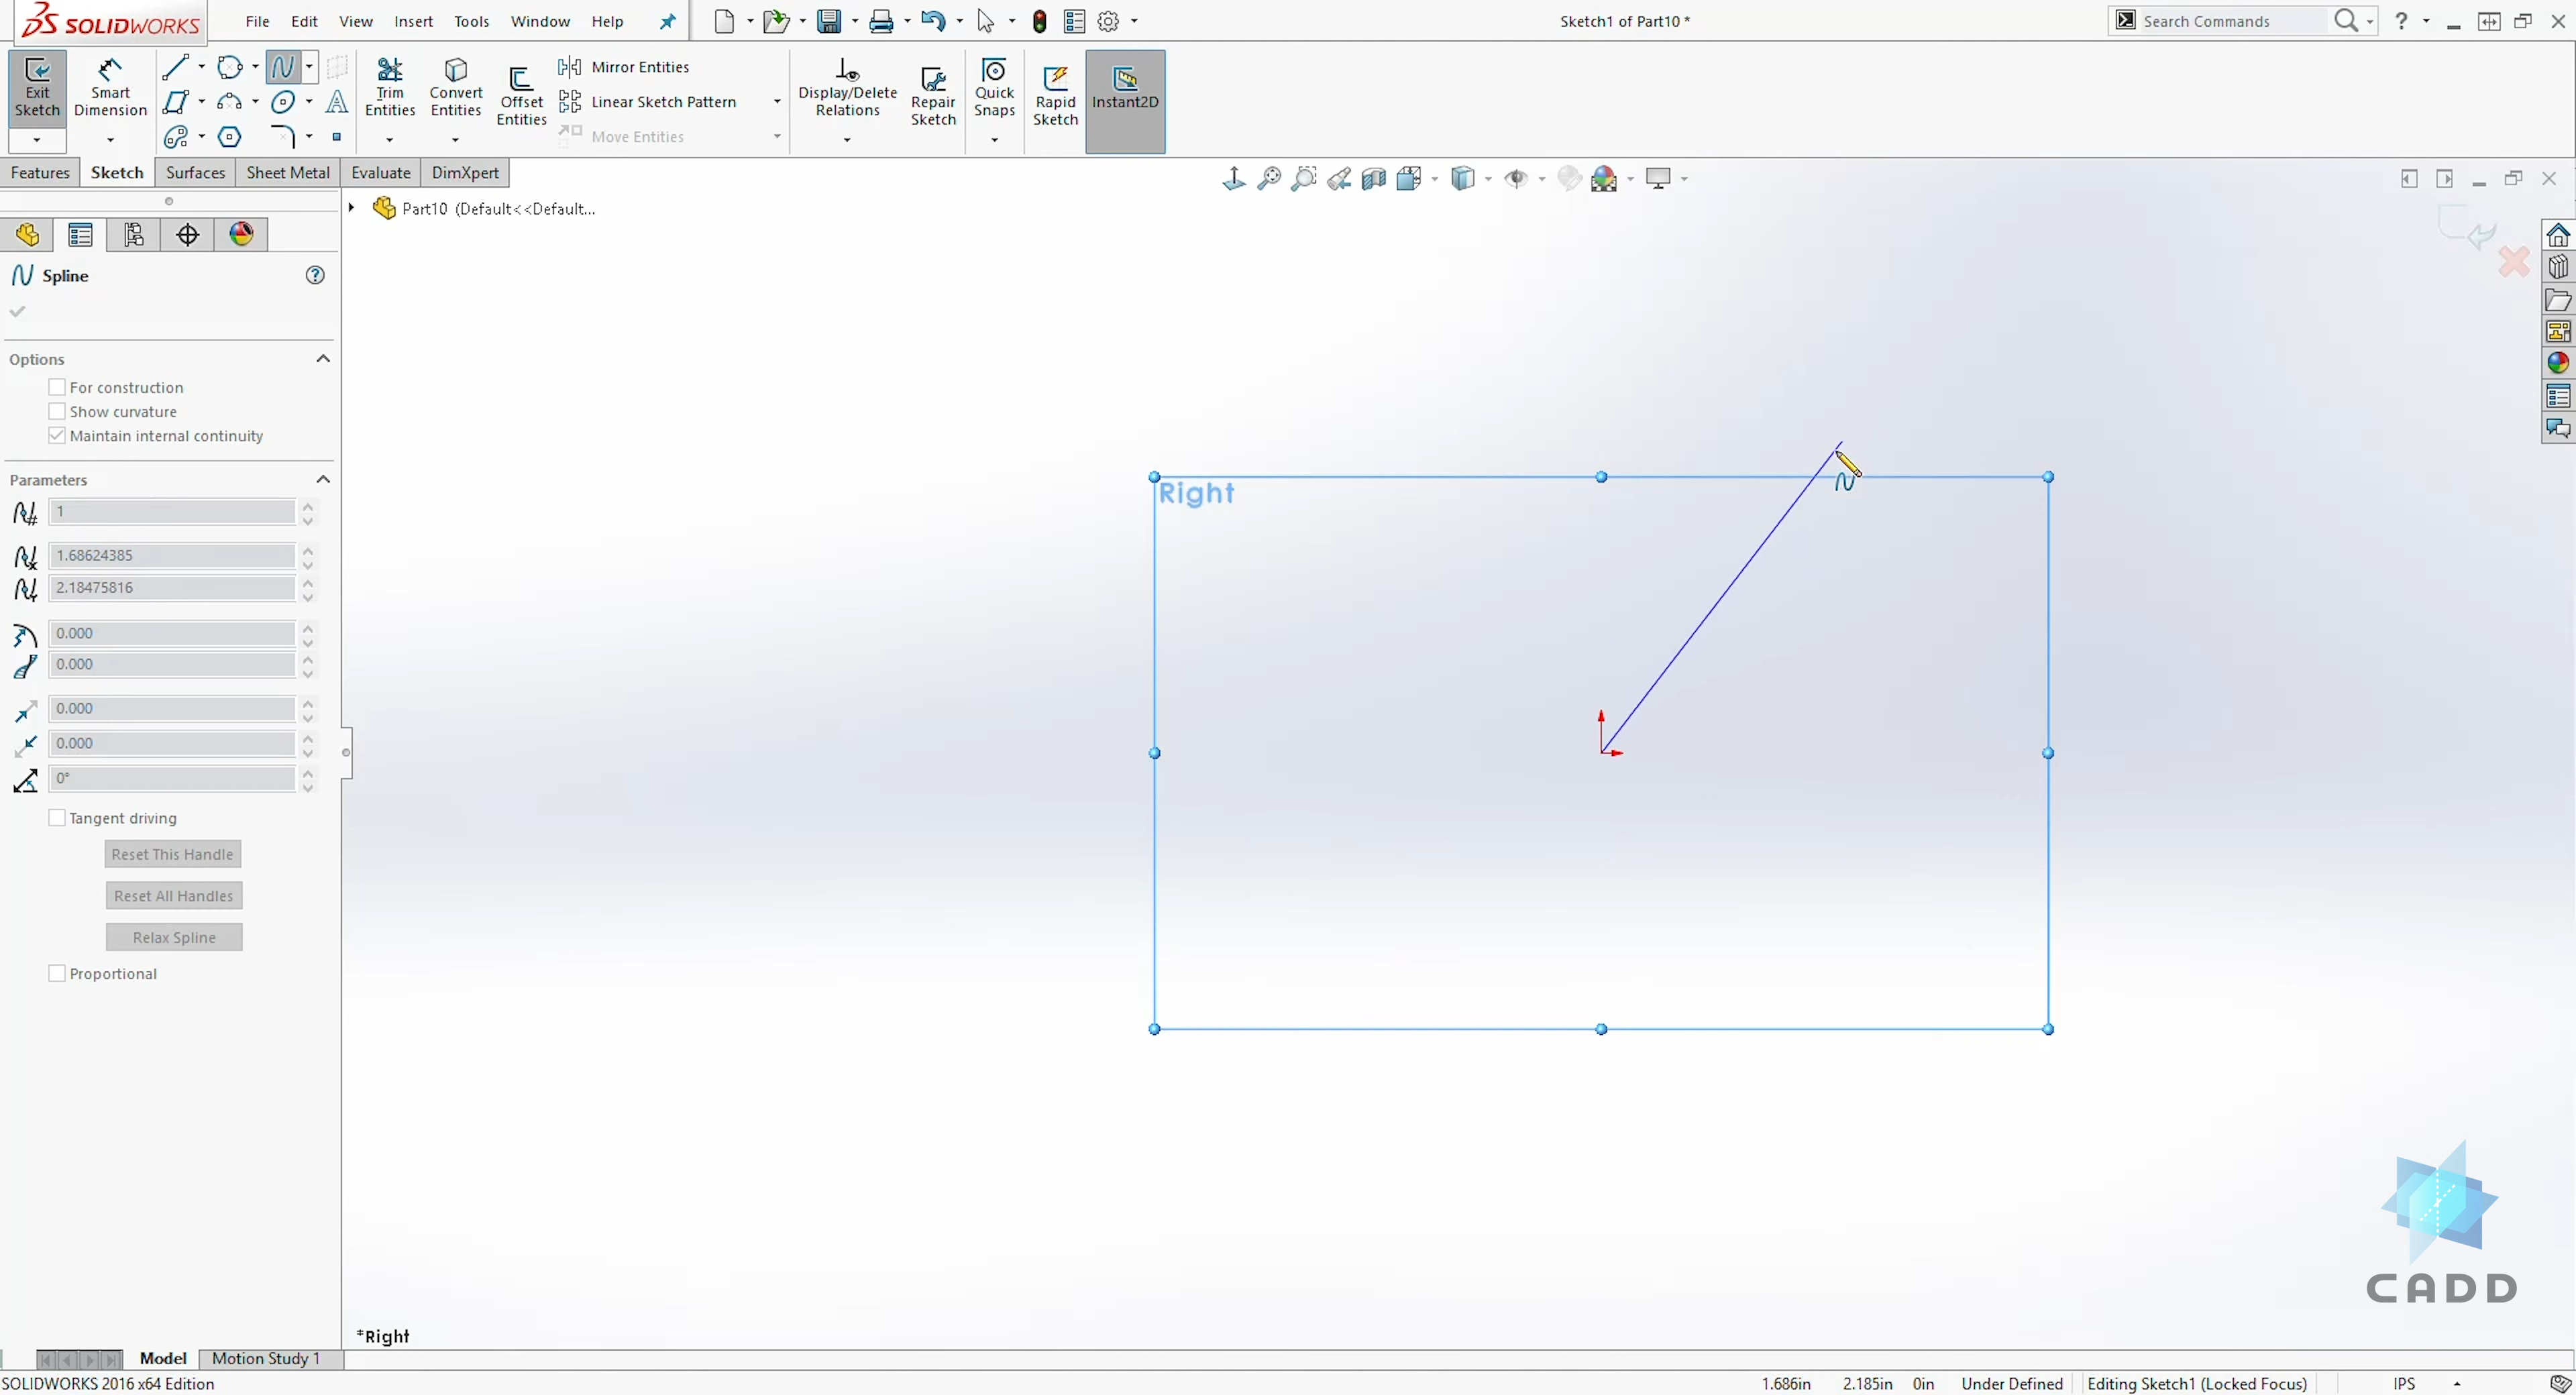 SOLIDWORKS
File Edit View Insert Tools Window Help
Sketch1 of Part10 *
Search Commands
Exit Sketch
Smart Dimension
Trim Entities
Convert Entities
Offset Entities
Mirror Entities
Linear Sketch Pattern
Move Entities
Display/Delete Relations
Repair Sketch
Quick Snaps
Rapid Sketch
Instant2D
Features Sketch Surfaces Sheet Metal Evaluate DimXpert
Part10 (Default<<Default...
Spline
Options
For construction
Show curvature
Maintain internal continuity
Parameters
1
1.68624385
2.18475816
0.000
0.000
0.000
0.000
0°
Tangent driving
Reset This Handle
Reset All Handles
Relax Spline
Proportional
Right
CADD
*Right
Model Motion Study 1
SOLIDWORKS 2016 x64 Edition
1.686in 2.185in 0in Under Defined Editing Sketch1 (Locked Focus) IPS